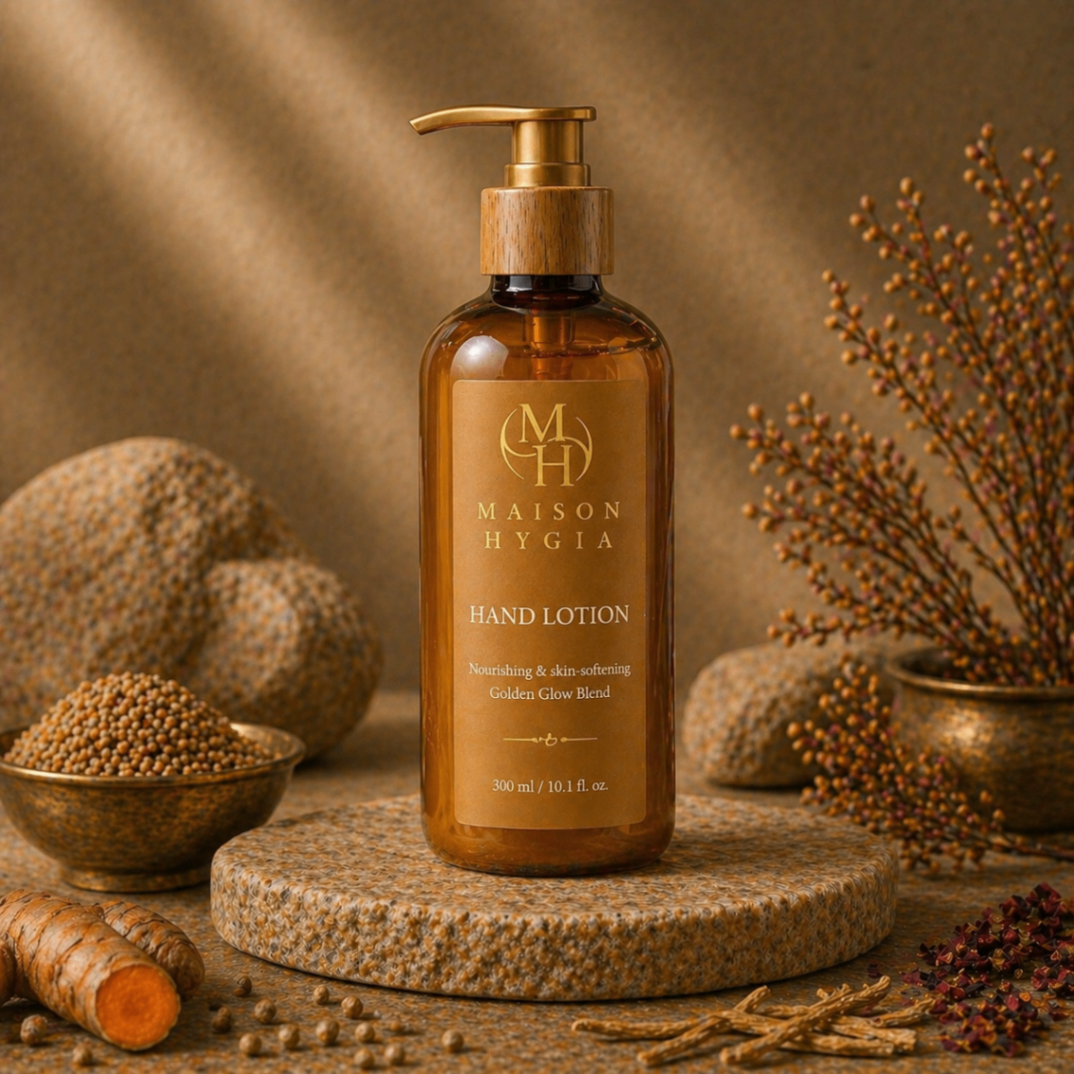 MH
MAISON
HYGIA
HAND LOTION
Nourishing & skin-softening
Golden Glow Blend
300 ml / 10.1 fl. oz.